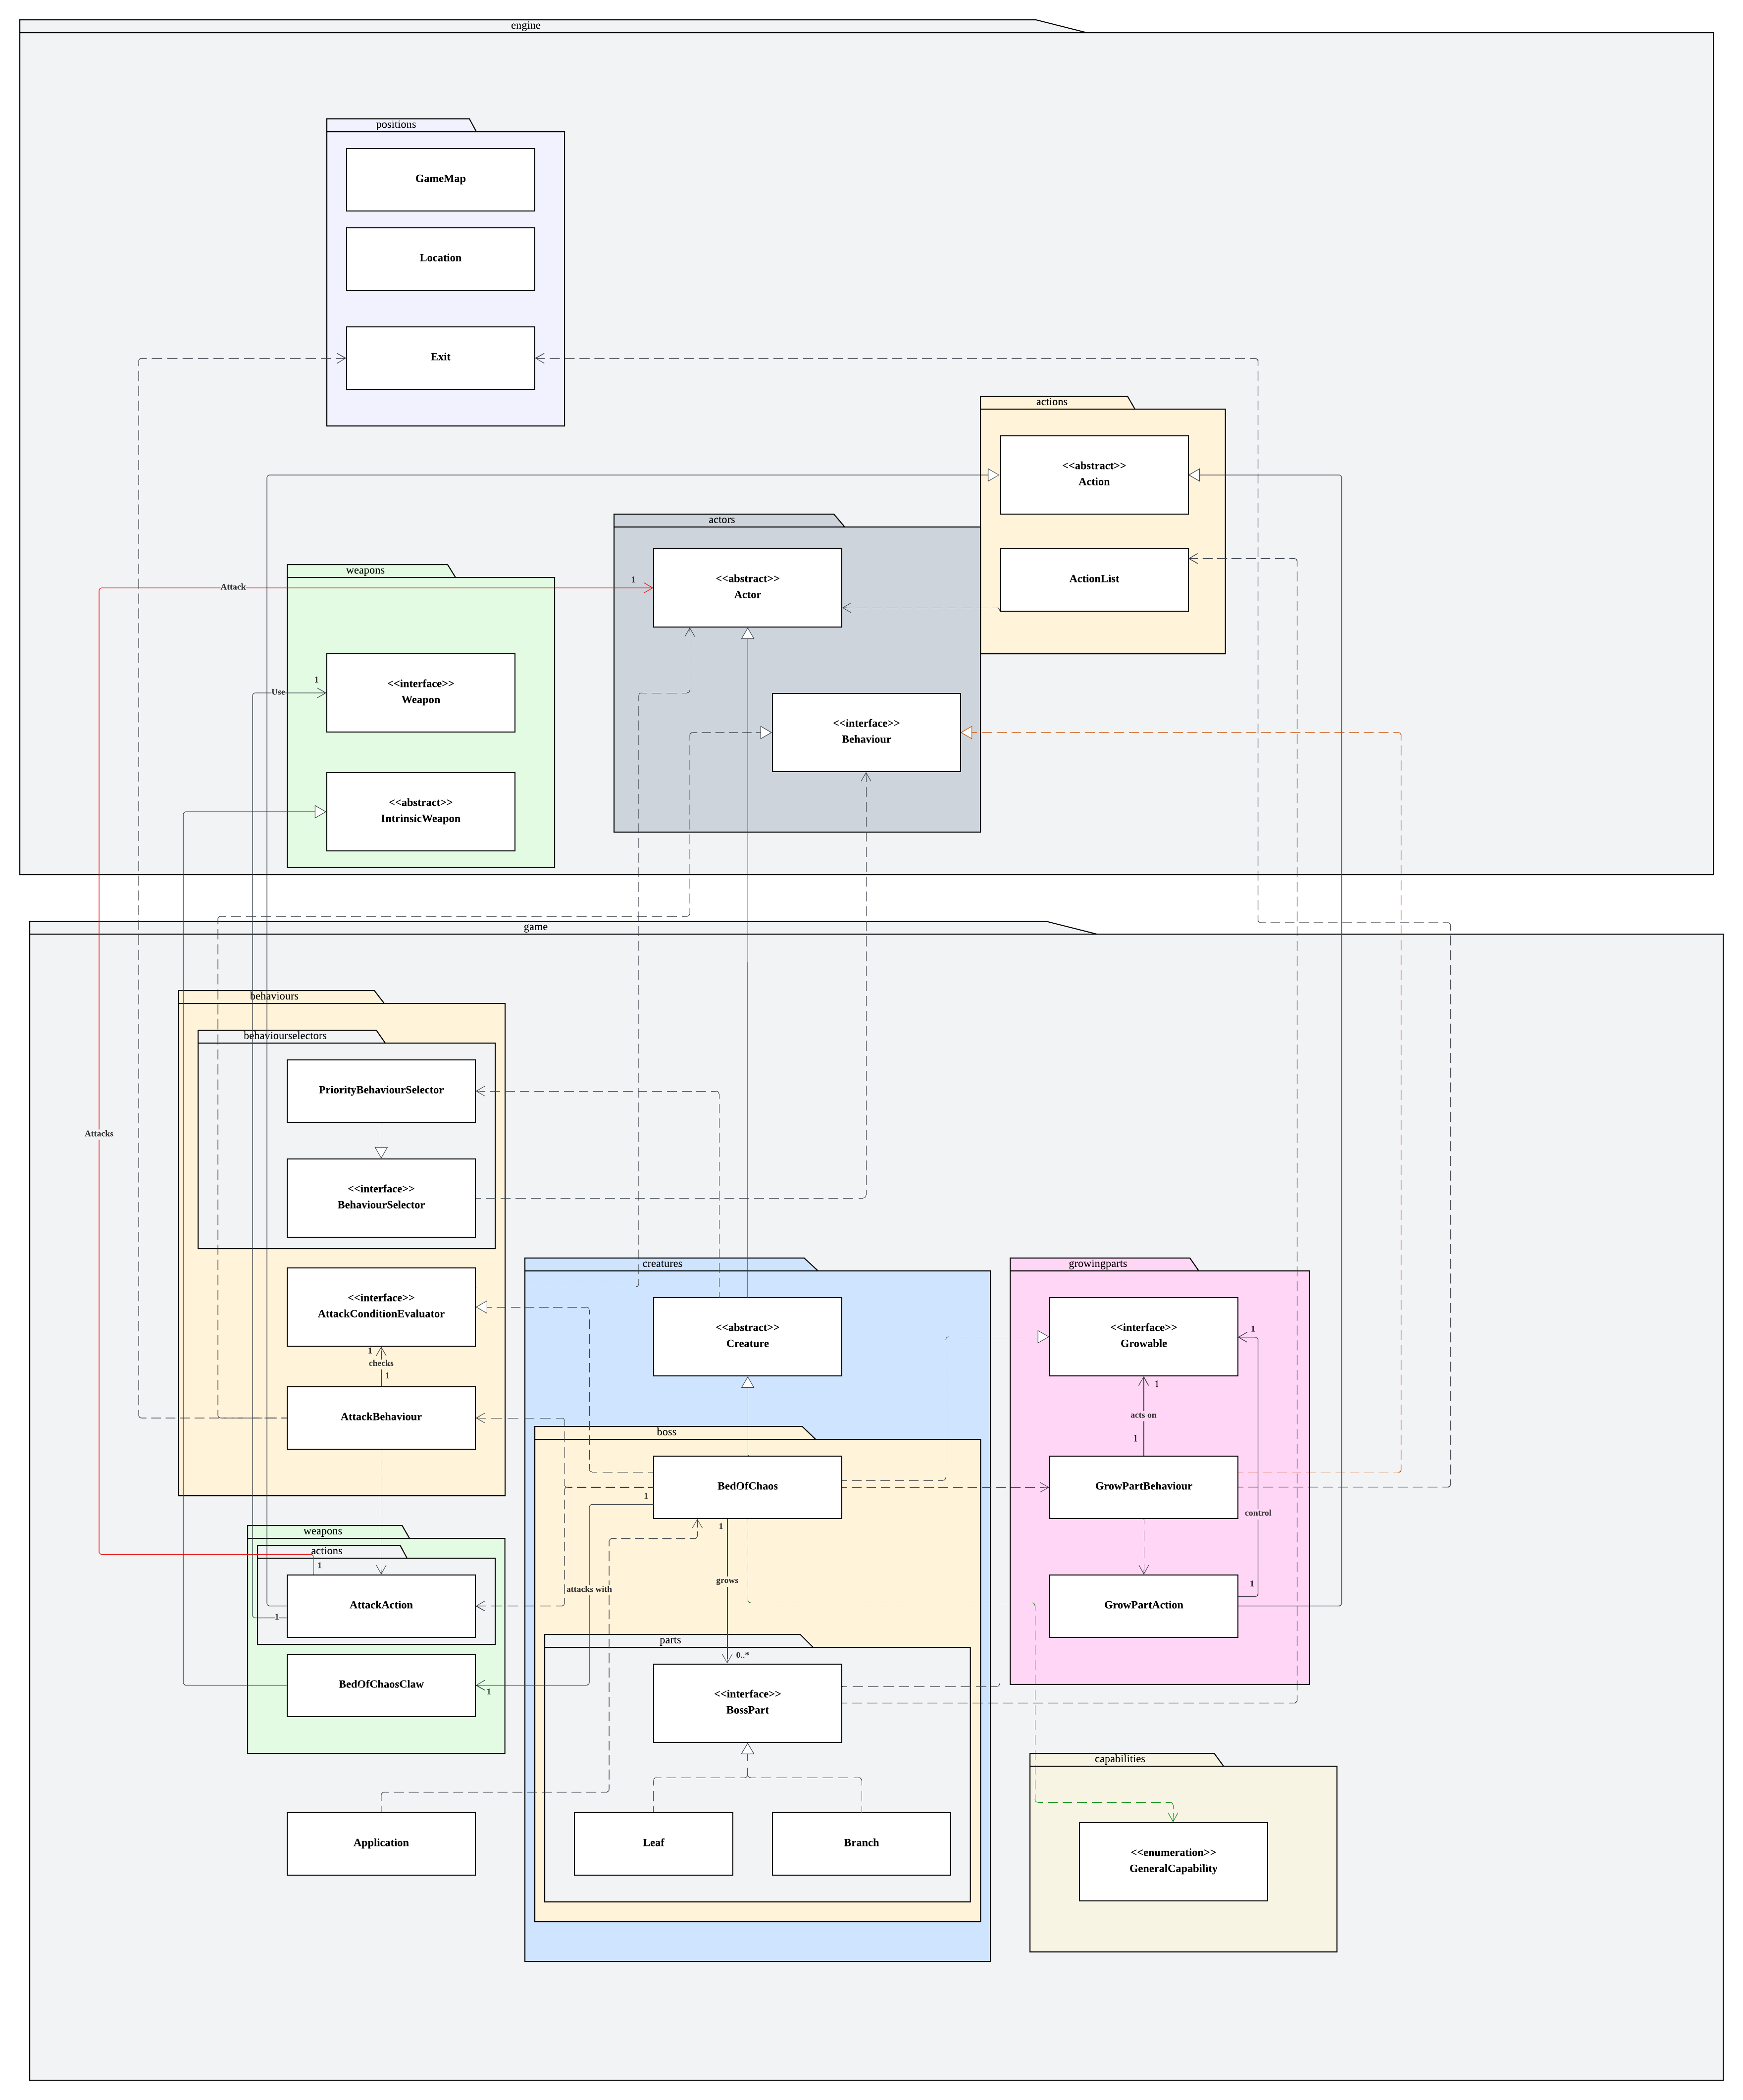 engine
positions
GameMap
Location
Exit
actions
<<abstract>>
Action
ActionList
actors
<<abstract>>
Actor
<<interface>>
Behaviour
weapons
Attack
1
<<interface>>
Weapon
1
Use
<<abstract>>
IntrinsicWeapon
game
behaviours
behaviourselectors
PriorityBehaviourSelector
<<interface>>
BehaviourSelector
Attacks
<<interface>>
AttackConditionEvaluator
1
checks
1
AttackBehaviour
weapons
actions
1
AttackAction
1
BedOfChaosClaw
1
Application
creatures
<<abstract>>
Creature
boss
BedOfChaos
1
1
attacks with
grows
parts
0..*
<<interface>>
BossPart
Leaf
Branch
growingparts
<<interface>>
Growable
1
1
acts on
1
GrowPartBehaviour
control
1
GrowPartAction
capabilities
<<enumeration>>
GeneralCapability